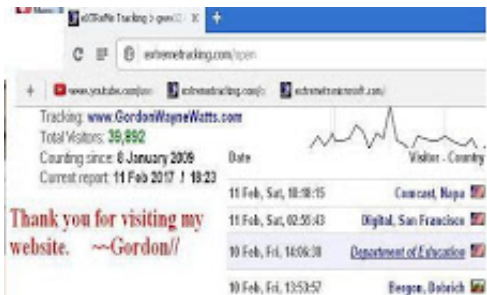 eXTReMe Tracking
extremetracking.com/open
www.youtube.com
extremetracking.com
Tracking: www.GordonWayneWatts.com
Total Visitors: 39,892
Counting since: 8 January 2009
Current report: 11 Feb 2017 / 18:23
Thank you for visiting my
website. ~~Gordon//
Date Visitor - Country
11 Feb, Sat, 18:18:15 Comcast, Napa
11 Feb, Sat, 02:55:43 Digital, San Francisco
10 Feb, Fri, 14:06:38 Department of Education
10 Feb, Fri, 13:53:57 Bergon, Dobrich